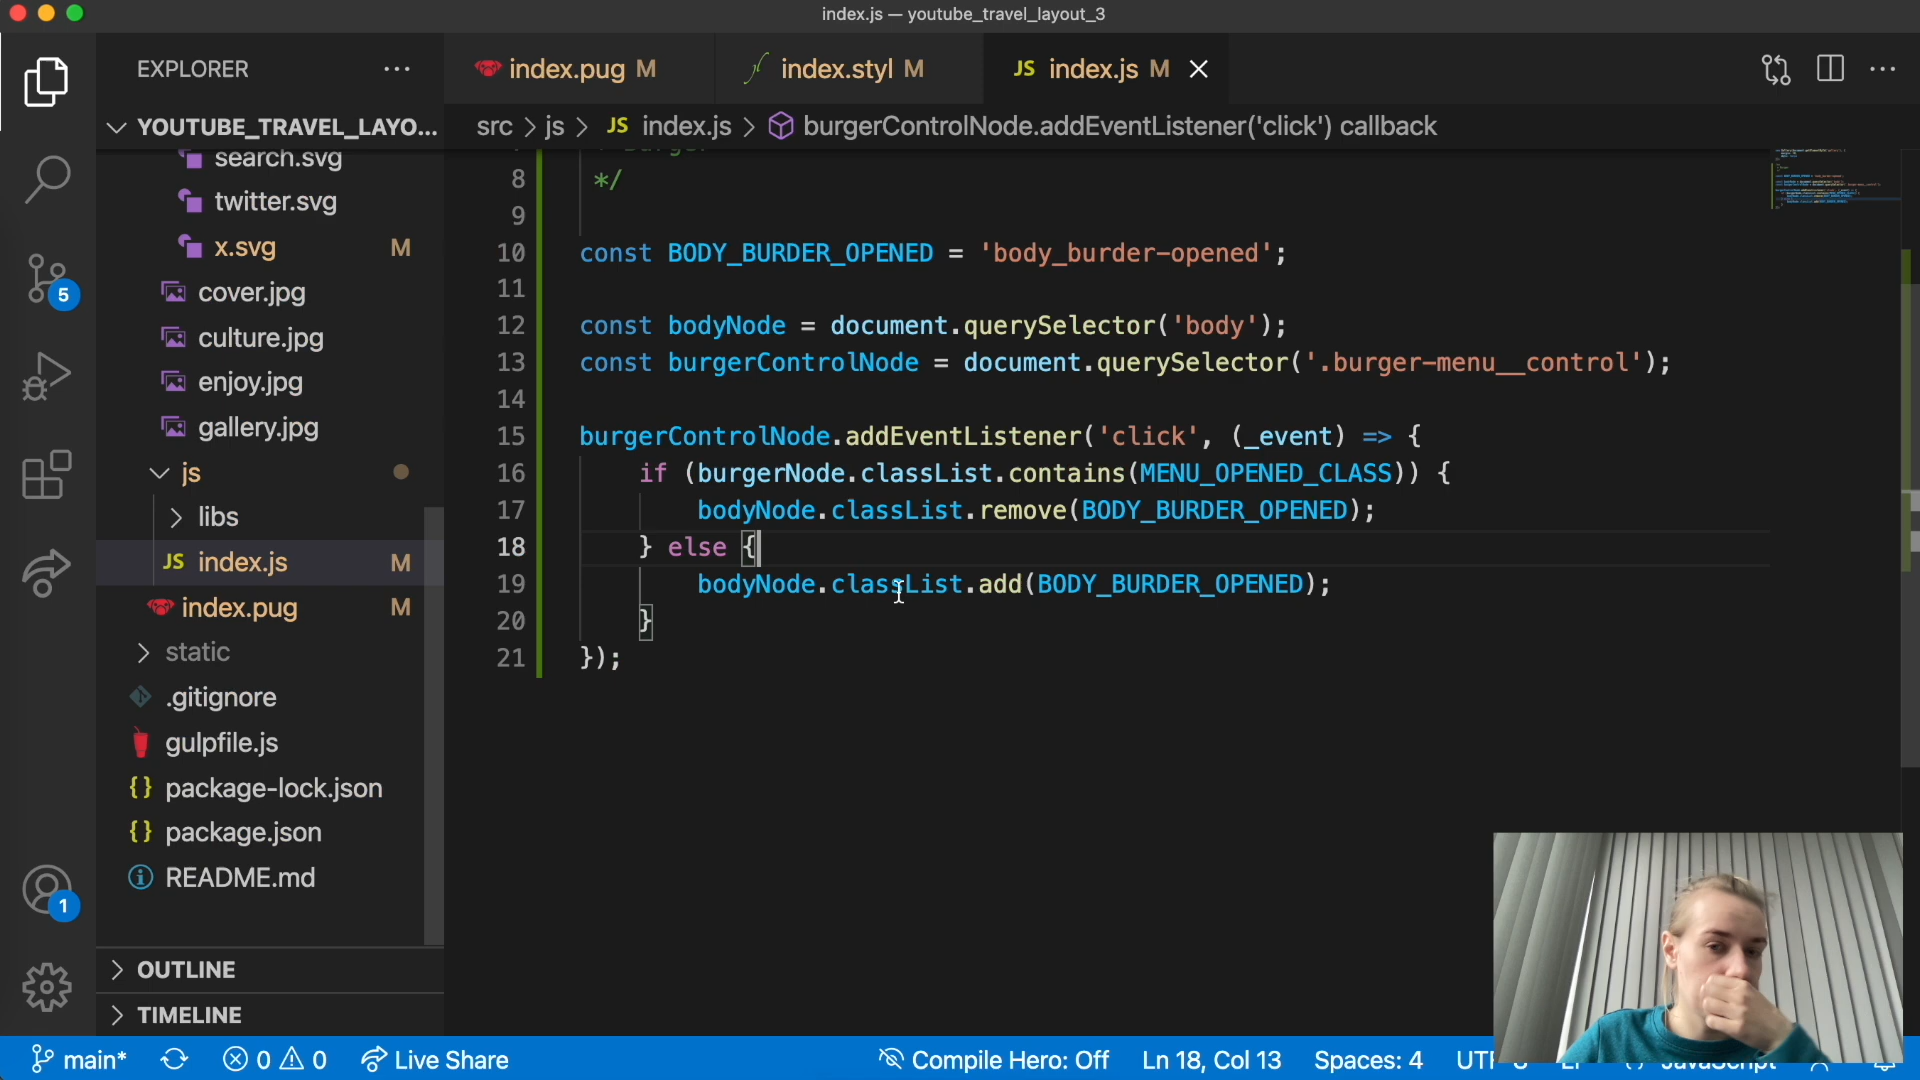 index.js — youtube_travel_layout_3
EXPLORER
index.pug M
index.styl M
JS index.js M
YOUTUBE_TRAVEL_LAYO...
src > js > JS index.js > burgerControlNode.addEventListener('click') callback
search.svg
twitter.svg
x.svg M
cover.jpg
culture.jpg
enjoy.jpg
gallery.jpg
js
libs
JS index.js M
index.pug M
static
.gitignore
gulpfile.js
{} package-lock.json
{} package.json
README.md
OUTLINE
TIMELINE
8 */
9
10 const BODY_BURDER_OPENED = 'body_burder-opened';
11
12 const bodyNode = document.querySelector('body');
13 const burgerControlNode = document.querySelector('.burger-menu__control');
14
15 burgerControlNode.addEventListener('click', (_event) => {
16 if (burgerNode.classList.contains(MENU_OPENED_CLASS)) {
17 bodyNode.classList.remove(BODY_BURDER_OPENED);
18 } else {
19 bodyNode.classList.add(BODY_BURDER_OPENED);
20 }
21 });
5
1
main* 0 0 Live Share Compile Hero: Off Ln 18, Col 13 Spaces: 4